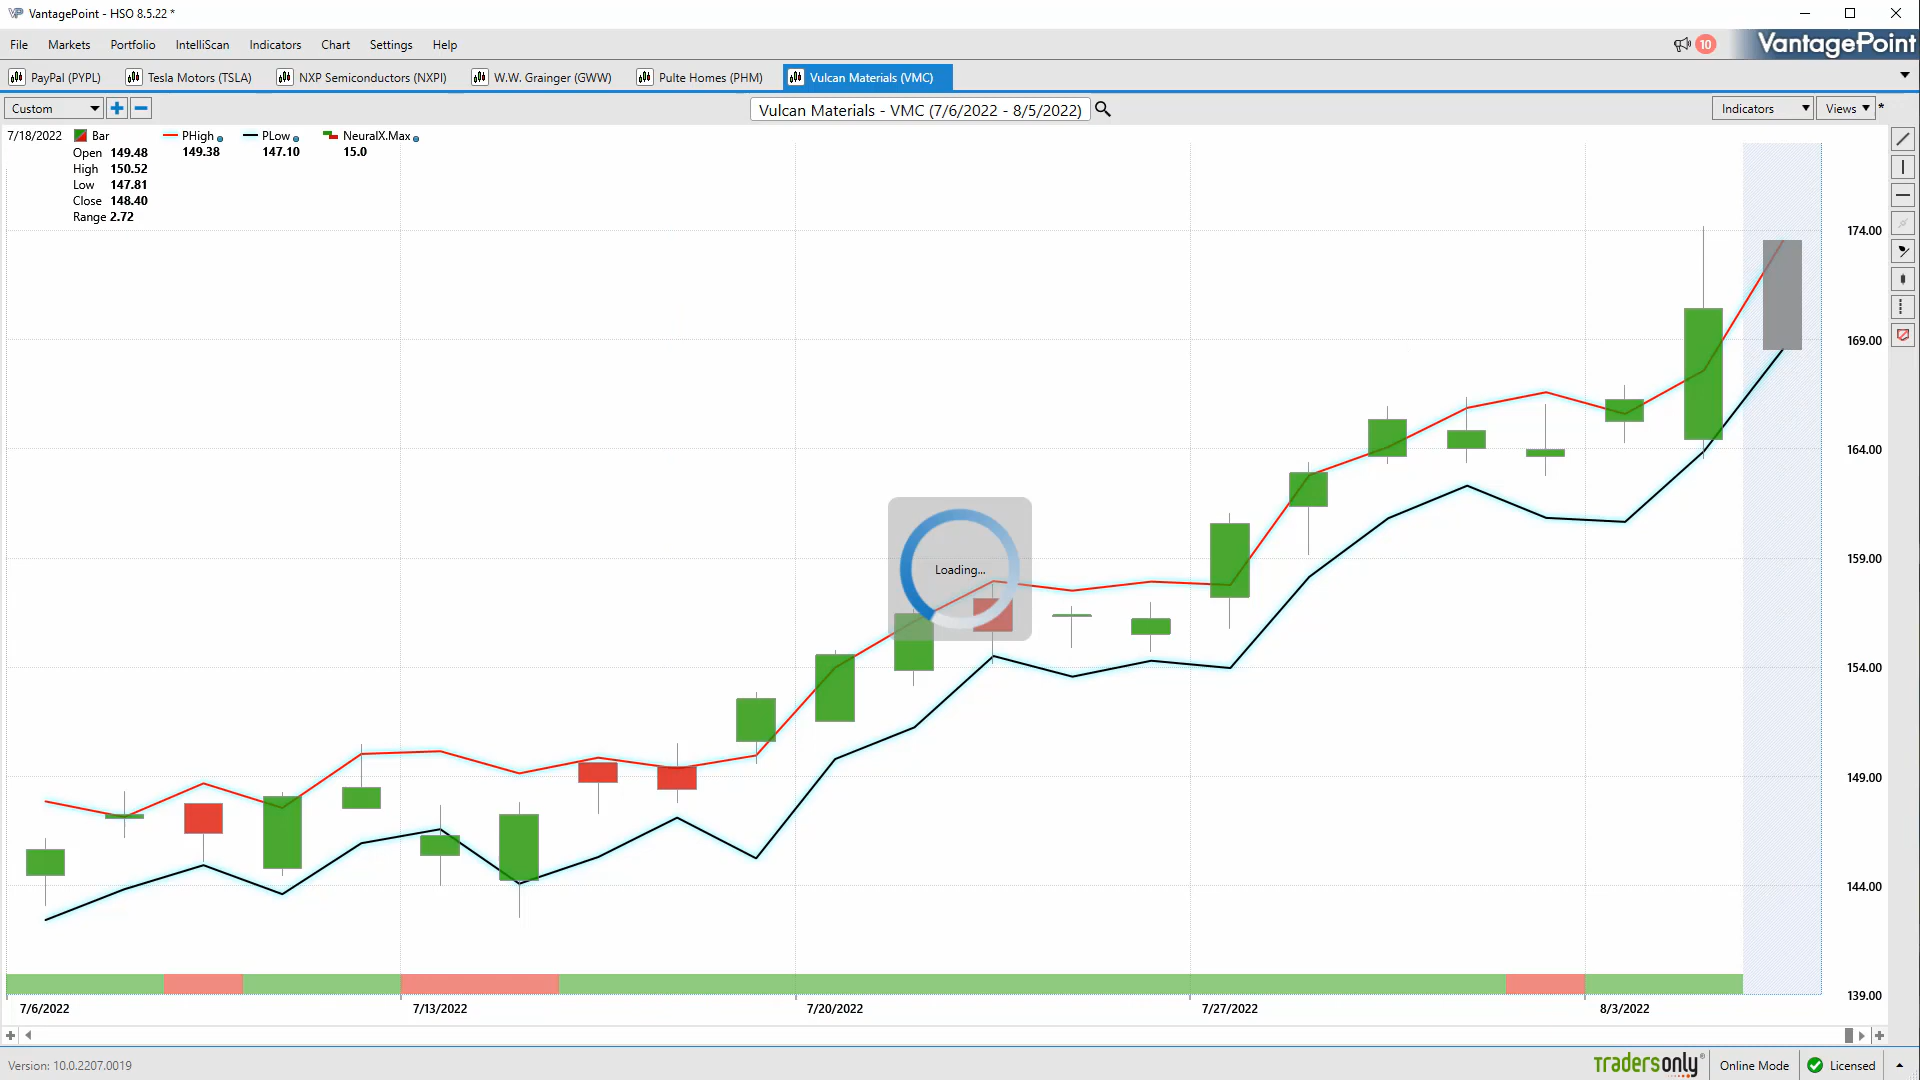 VantagePoint - HSO 8.5.22 *
File Markets Portfolio IntelliScan Indicators Chart Settings Help
10
VantagePoint
PayPal (PYPL) Tesla Motors (TSLA) NXP Semiconductors (NXPI) W.W. Grainger (GWW) Pulte Homes (PHM) Vulcan Materials (VMC)
Custom
Vulcan Materials - VMC (7/6/2022 - 8/5/2022)
Indicators Views *
7/18/2022 Bar PHigh PLow NeuralX.Max
Open 149.48 149.38 147.10 15.0
High 150.52
Low 147.81
Close 148.40
Range 2.72
174.00
169.00
164.00
159.00
Loading...
154.00
149.00
144.00
139.00
7/6/2022 7/13/2022 7/20/2022 7/27/2022 8/3/2022
Version: 10.0.2207.0019
Tradersonly Online Mode Licensed